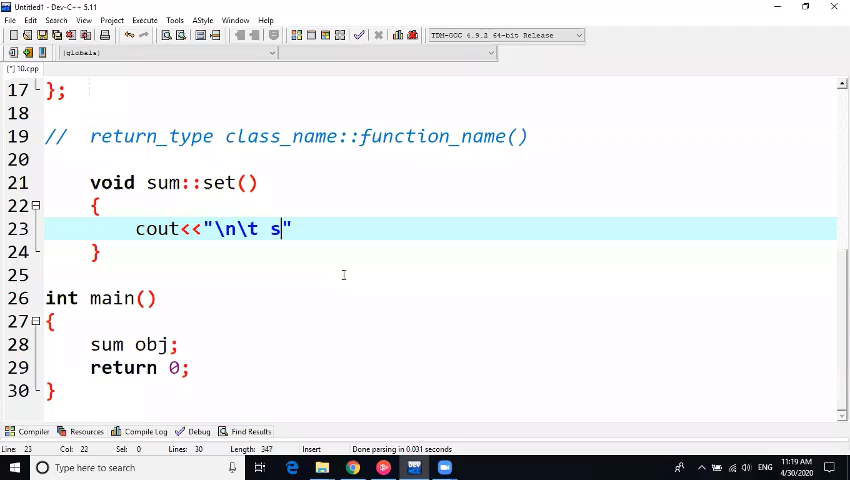 Untitled1 - Dev-C++ 5.11
File Edit Search View Project Execute Tools AStyle Window Help
TDM-GCC 4.9.2 64-bit Release
(globals)
[*] 10.cpp
17 };
18
19 // return_type class_name::function_name()
20
21 void sum::set()
22 {
23 cout<<"\n\t s"
24 }
25
26 int main()
27 {
28 sum obj;
29 return 0;
30 }
Compiler Resources Compile Log Debug Find Results
Line: 23 Col: 22 Sel: 0 Lines: 30 Length: 347 Insert Done parsing in 0.031 seconds
Type here to search
DEV
ENG
11:19 AM
4/30/2020